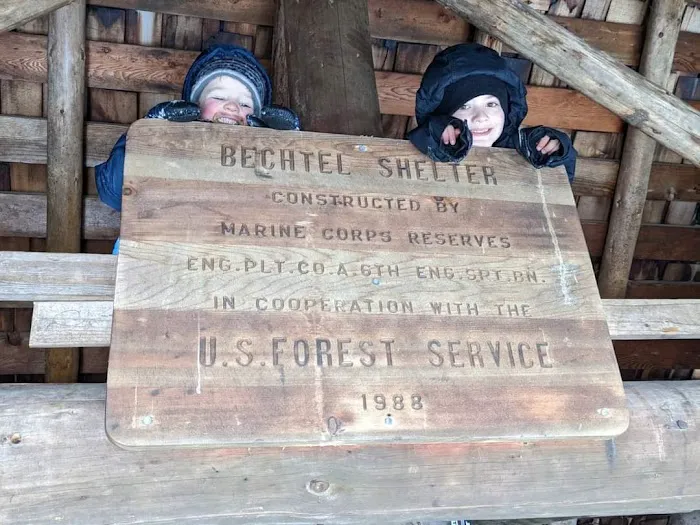 BECHTEL SHELTER
CONSTRUCTED BY
MARINE CORPS RESERVES
ENG.PLT.CO.A.6TH ENG.SPT.BN.
IN COOPERATION WITH THE
U.S.FOREST SERVICE
1988